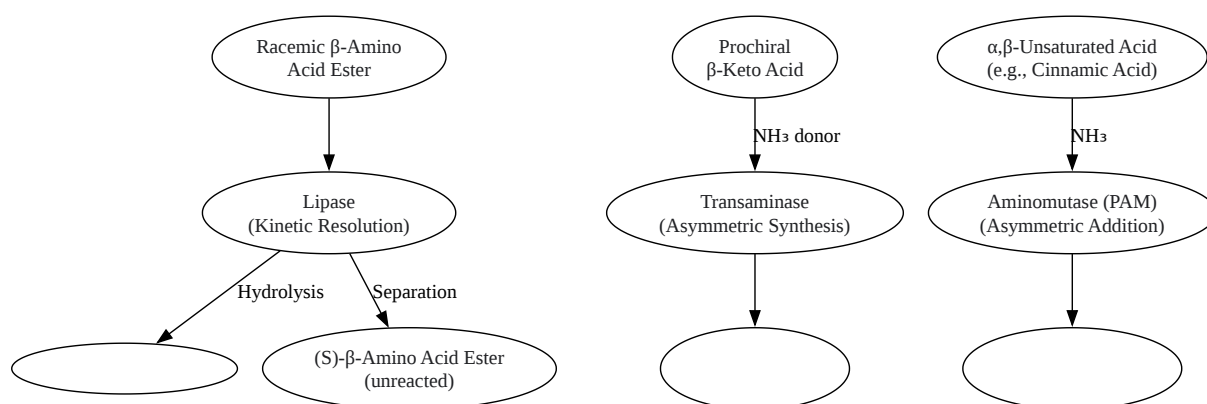 Racemic β-Amino
Acid Ester
Prochiral
β-Keto Acid
α,β-Unsaturated Acid
(e.g., Cinnamic Acid)
NH₃ donor
NH₃
Lipase
(Kinetic Resolution)
Transaminase
(Asymmetric Synthesis)
Aminomutase (PAM)
(Asymmetric Addition)
Hydrolysis
Separation
(S)-β-Amino Acid Ester
(unreacted)